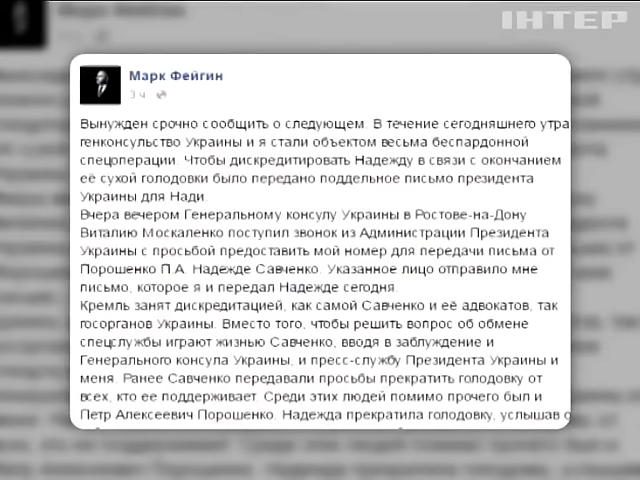 ІНТЕР
Марк Фейгин
3 ч
Вынужден срочно сообщить о следующем. В течение сегодняшнего утра
генконсульство Украины и я стали объектом весьма беспардонной
спецоперации. Чтобы дискредитировать Надежду в связи с окончанием
её сухой голодовки было передано поддельное письмо президента
Украины для Нади.
Вчера вечером Генеральному консулу Украины в Ростове-на-Дону
Виталию Москаленко поступил звонок из Администрации Президента
Украины с просьбой предоставить мой номер для передачи письма от
Порошенко П.А. Надежде Савченко. Указанное лицо отправило мне
письмо, которое я и передал Надежде сегодня.
Кремль занят дискредитацией, как самой Савченко и её адвокатов, так
госорганов Украины. Вместо того, чтобы решить вопрос об обмене
спецслужбы играют жизнью Савченко, вводя в заблуждение и
Генерального консула Украины, и пресс-службу Президента Украины и
меня. Ранее Савченко передавали просьбы прекратить голодовку от
всех, кто ее поддерживает. Среди этих людей помимо прочего был и
Петр Алексеевич Порошенко. Надежда прекратила голодовку, услышав